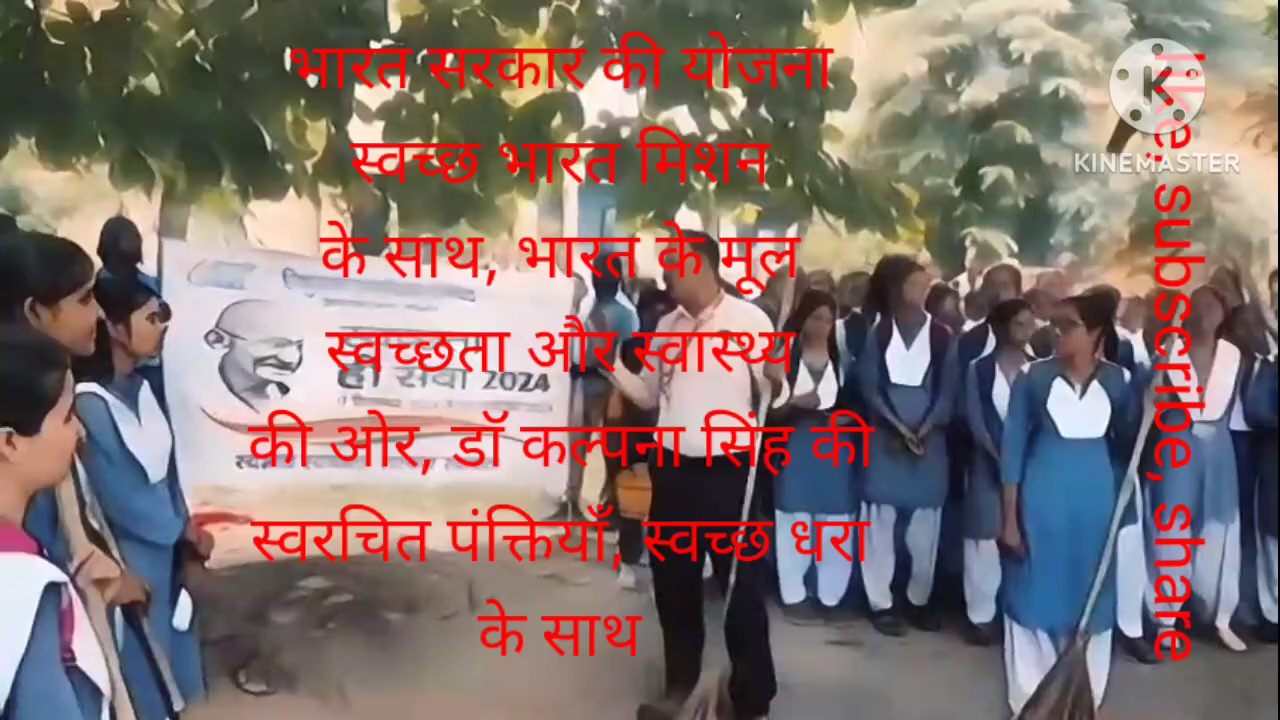 भारत सरकार की योजना
स्वच्छ भारत मिशन
के साथ, भारत के मूल
स्वच्छता और स्वास्थ्य
की ओर, डॉ कल्पना सिंह की
स्वरचित पंक्तियाँ, स्वच्छ धरा
के साथ
ही सेवा 2024
like, subscribe, share
KINEMASTER